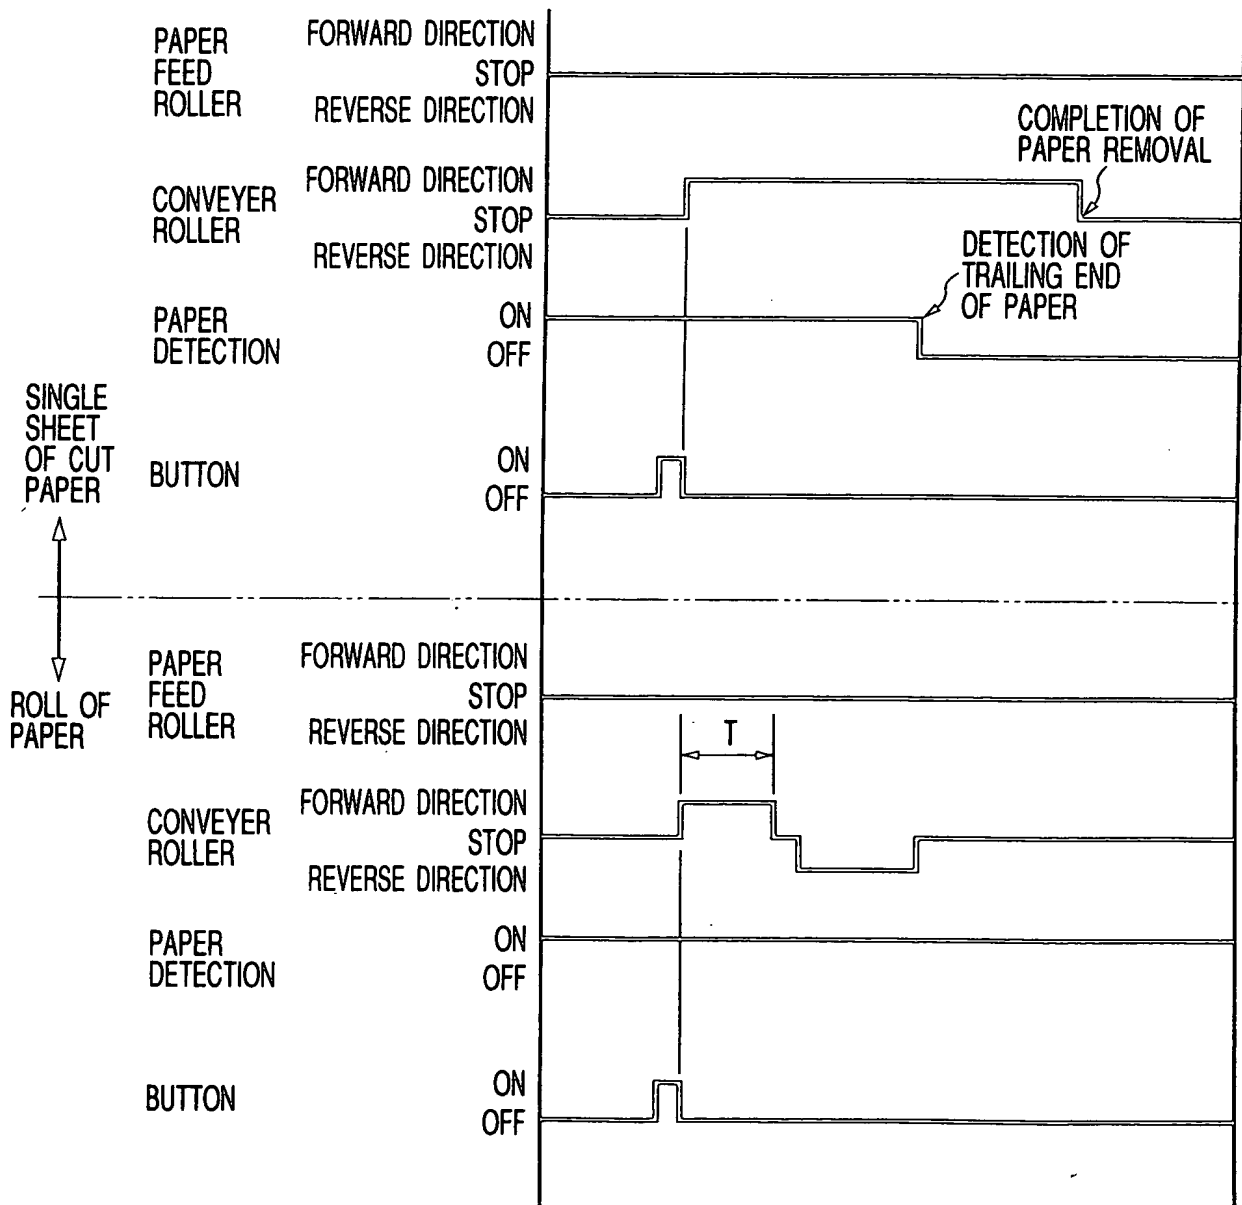 PAPER
FEED
ROLLER
FORWARD DIRECTION
STOP
REVERSE DIRECTION
COMPLETION OF
PAPER REMOVAL
CONVEYER
ROLLER
FORWARD DIRECTION
STOP
REVERSE DIRECTION
DETECTION OF
TRAILING END
OF PAPER
PAPER
DETECTION
ON
OFF
SINGLE
SHEET
OF CUT
PAPER
BUTTON
ON
OFF
ROLL OF
PAPER
PAPER
FEED
ROLLER
FORWARD DIRECTION
STOP
REVERSE DIRECTION
T
CONVEYER
ROLLER
FORWARD DIRECTION
STOP
REVERSE DIRECTION
PAPER
DETECTION
ON
OFF
BUTTON
ON
OFF